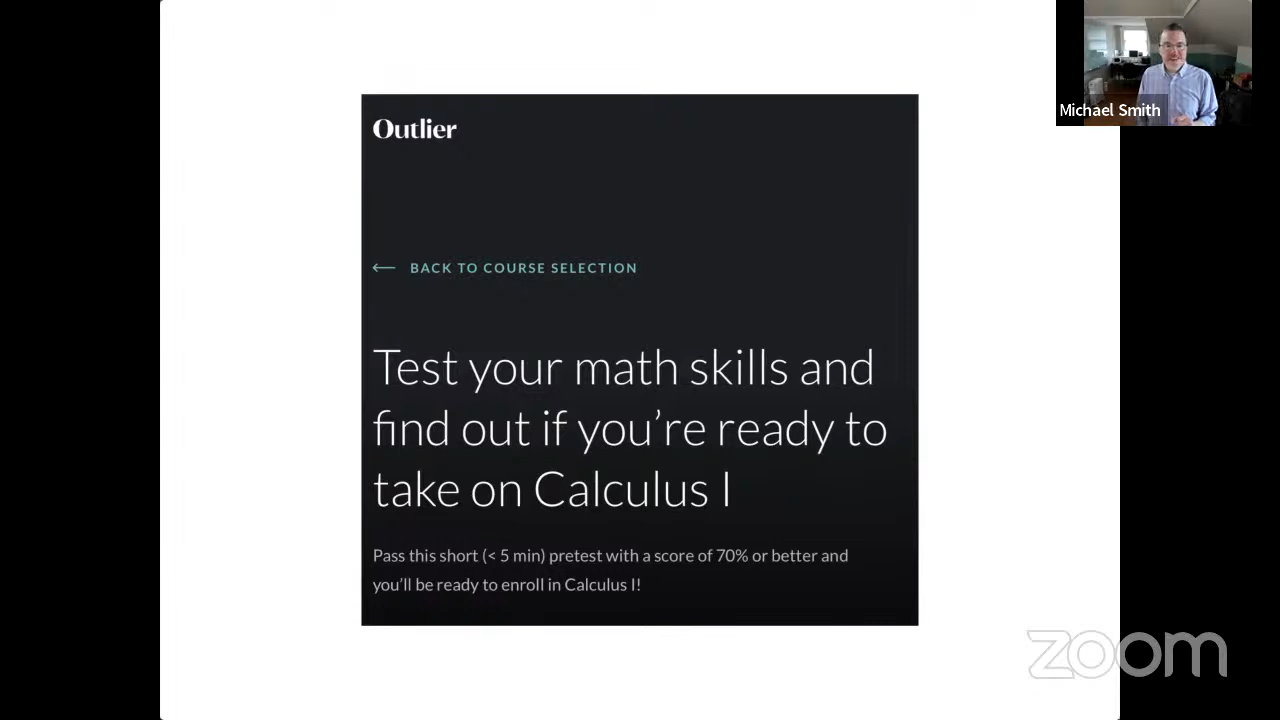 Michael Smith
Outlier
BACK TO COURSE SELECTION
Test your math skills and
find out if you’re ready to
take on Calculus I
Pass this short (< 5 min) pretest with a score of 70% or better and
you’ll be ready to enroll in Calculus I!
zoom